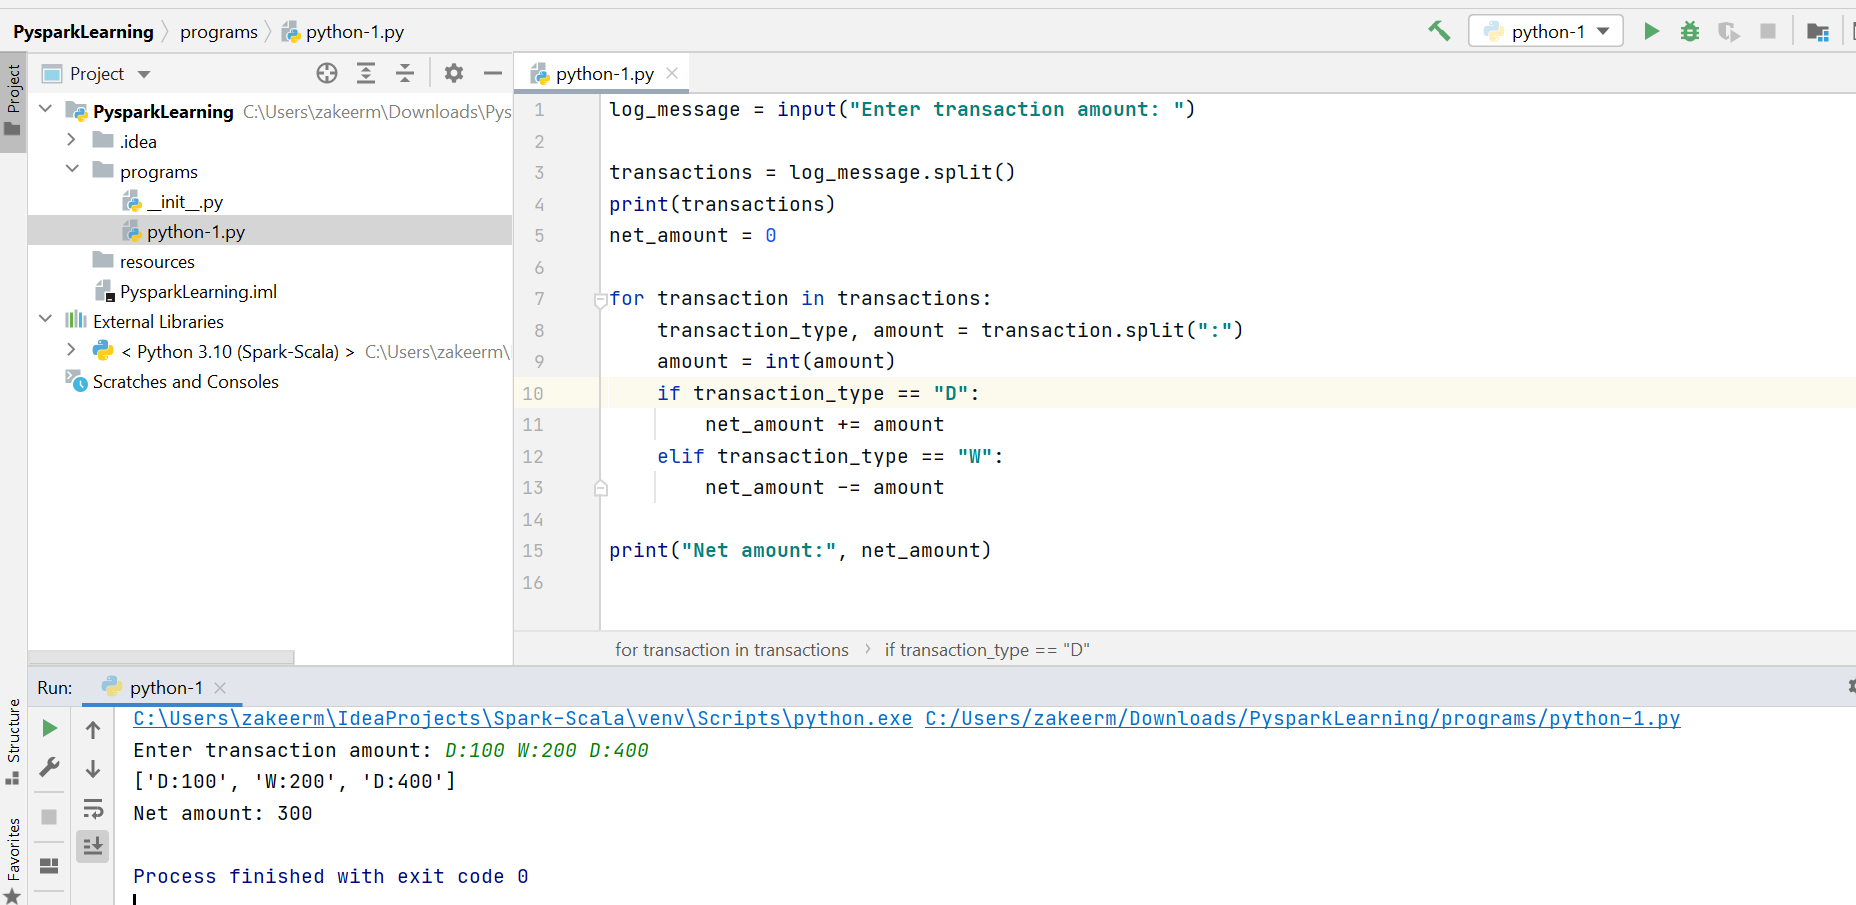 PysparkLearning programs python-1.py python-1
Project
Project
python-1.py
PysparkLearning C:\Users\zakeerm\Downloads\Pys
.idea
programs
__init__.py
python-1.py
resources
PysparkLearning.iml
External Libraries
< Python 3.10 (Spark-Scala) > C:\Users\zakeerm\
Scratches and Consoles
1 log_message = input("Enter transaction amount: ")
2
3 transactions = log_message.split()
4 print(transactions)
5 net_amount = 0
6
7 for transaction in transactions:
8     transaction_type, amount = transaction.split(":")
9     amount = int(amount)
10     if transaction_type == "D":
11         net_amount += amount
12     elif transaction_type == "W":
13         net_amount -= amount
14
15 print("Net amount:", net_amount)
16
for transaction in transactions if transaction_type == "D"
Run: python-1
Structure
Favorites
C:\Users\zakeerm\IdeaProjects\Spark-Scala\venv\Scripts\python.exe C:/Users/zakeerm/Downloads/PysparkLearning/programs/python-1.py
Enter transaction amount: D:100 W:200 D:400
['D:100', 'W:200', 'D:400']
Net amount: 300
Process finished with exit code 0